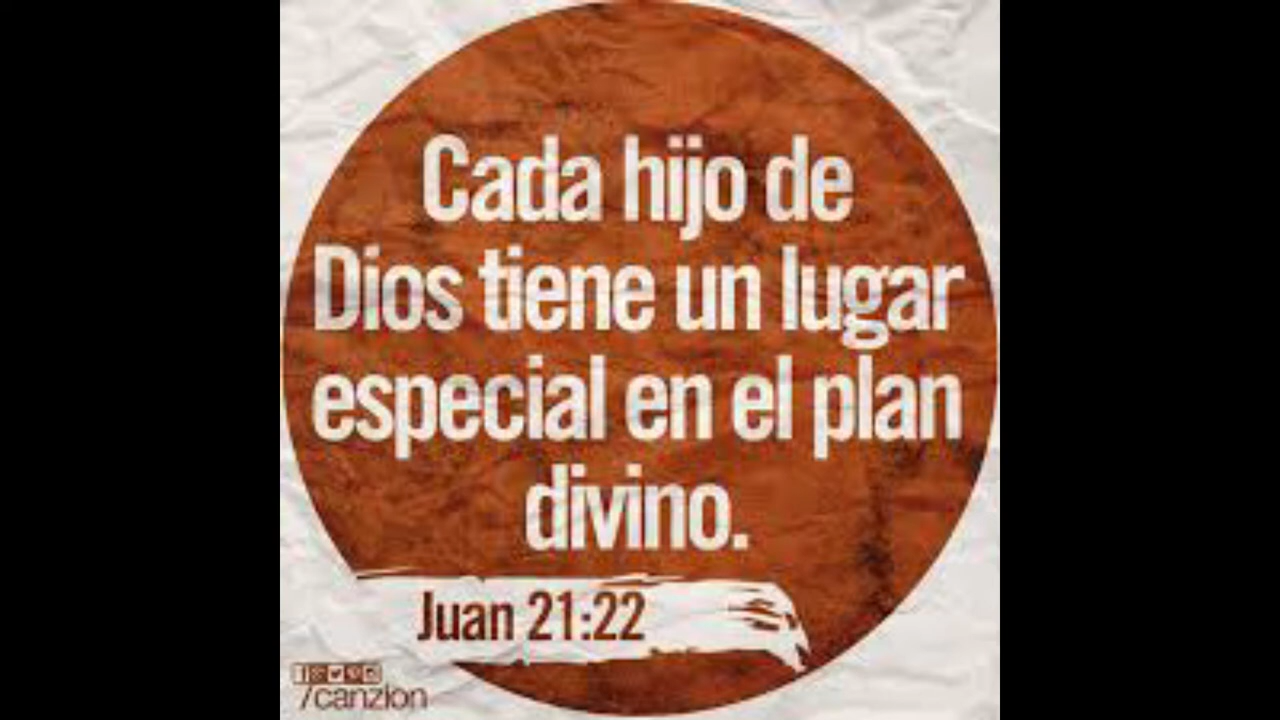 Cada hijo de
Dios tiene un lugar
especial en el plan
divino.
Juan 21:22
/canzion